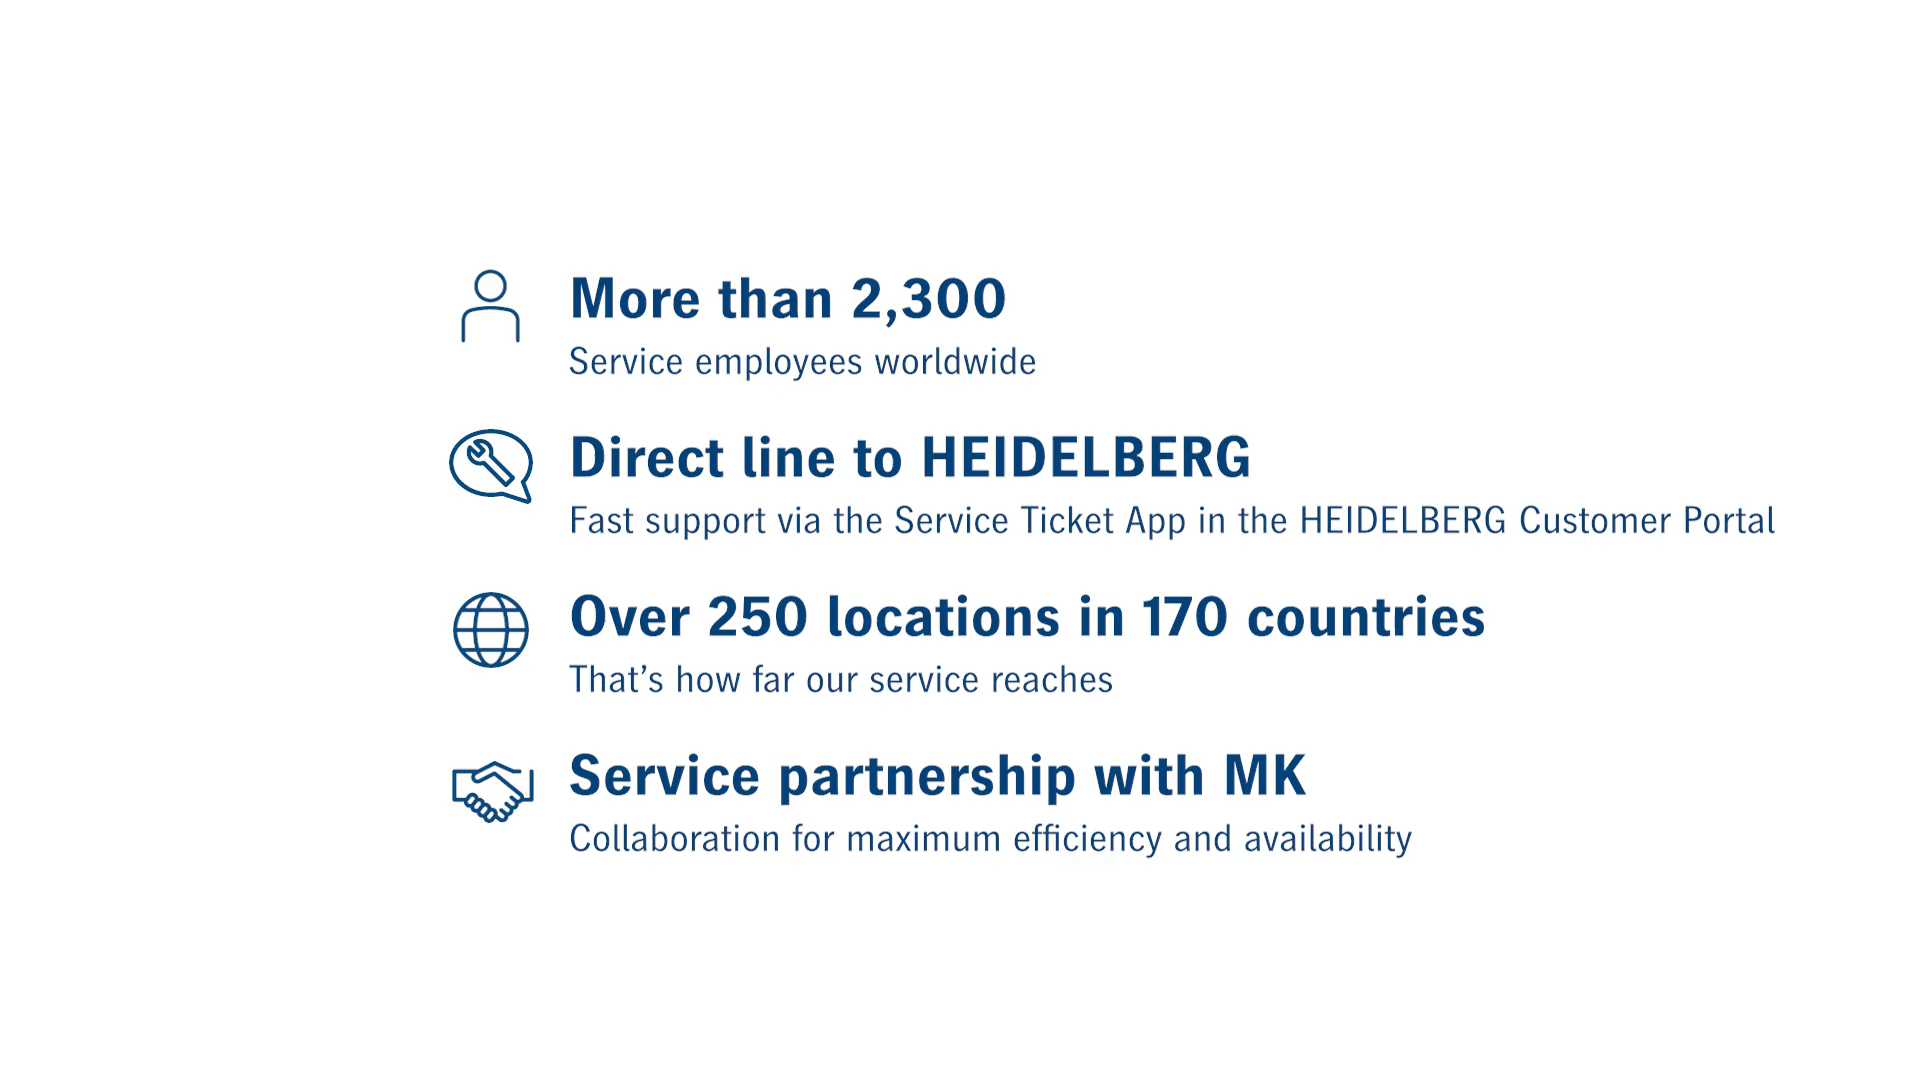 More than 2,300
Service employees worldwide
Direct line to HEIDELBERG
Fast support via the Service Ticket App in the HEIDELBERG Customer Portal
Over 250 locations in 170 countries
That’s how far our service reaches
Service partnership with MK
Collaboration for maximum efficiency and availability